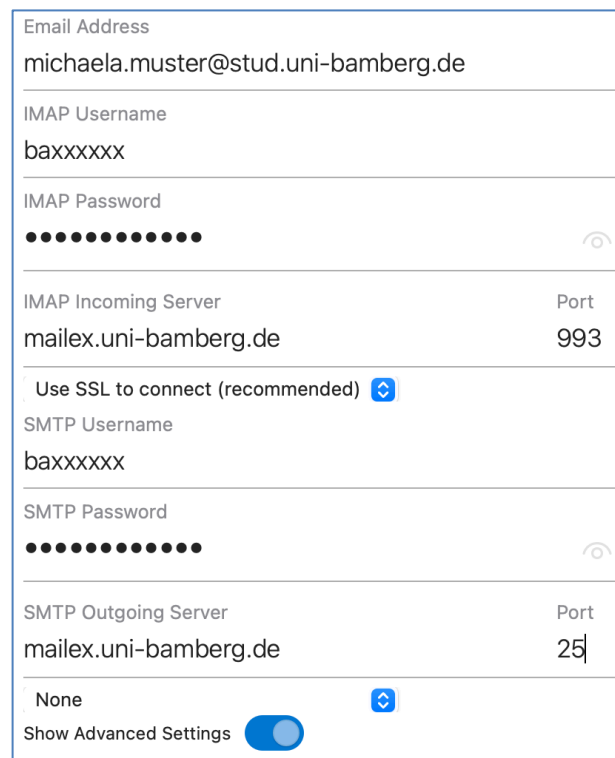 Email Address
michaela.muster@stud.uni-bamberg.de
IMAP Username
baxxxxxx
IMAP Password
••••••••••••
IMAP Incoming Server Port
mailex.uni-bamberg.de 993
Use SSL to connect (recommended)
SMTP Username
baxxxxxx
SMTP Password
••••••••••••
SMTP Outgoing Server Port
mailex.uni-bamberg.de 25
None
Show Advanced Settings